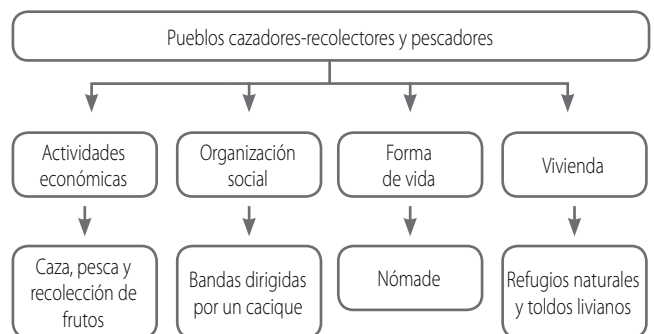 Pueblos cazadores-recolectores y pescadores
Actividades
económicas
Organización
social
Forma
de vida
Vivienda
Caza, pesca y
recolección de
frutos
Bandas dirigidas
por un cacique
Nómade
Refugios naturales
y toldos livianos